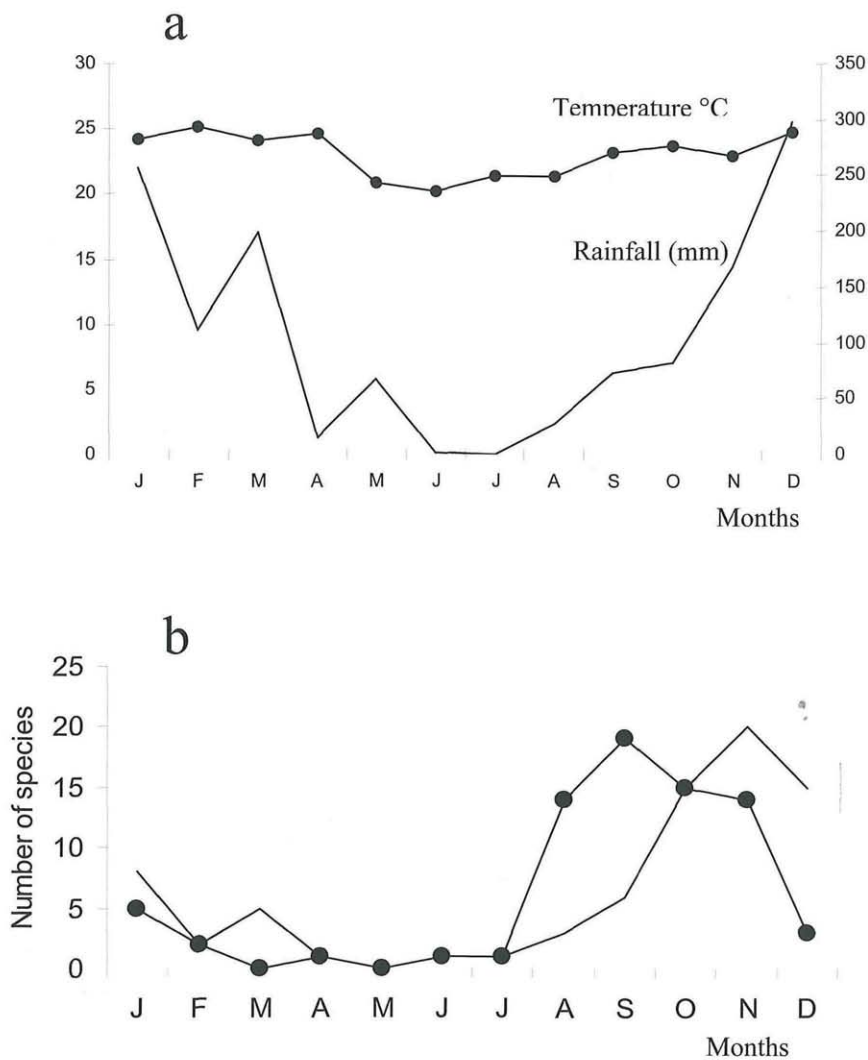 a
30 350
Temperature °C
25 300
250
20
200
15 Rainfall (mm)
150
10
100
5
50
0 0
J F M A M J J A S O N D
Months
b
25
20
15
10
5
0
Number of species
J F M A M J J A S O N D
Months